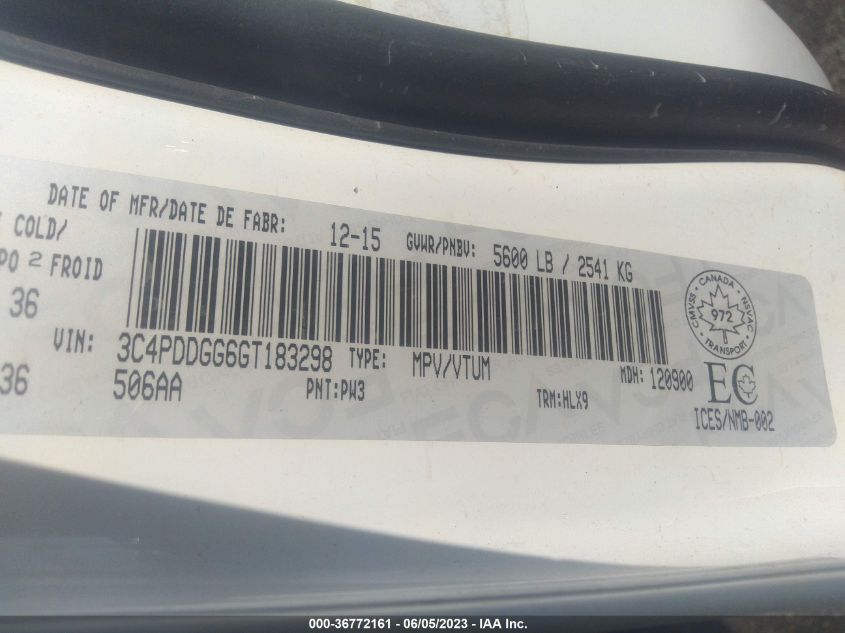 DATE OF MFR/DATE DE FABR: 12-15 GVWR/PNBV: 5600 LB / 2541 KG
COLD/
PO 2 FROID
36
36
CANADA
CMVSS NSVAC
972
TRANSPORT
VIN: 3C4PDDGG6GT183298 TYPE: MPV/VTUM MDH: 120900
506AA PNT:PW3 TRM:HLX9
EC
ICES/NMB-002
000-36772161 - 06/05/2023 - IAA Inc.